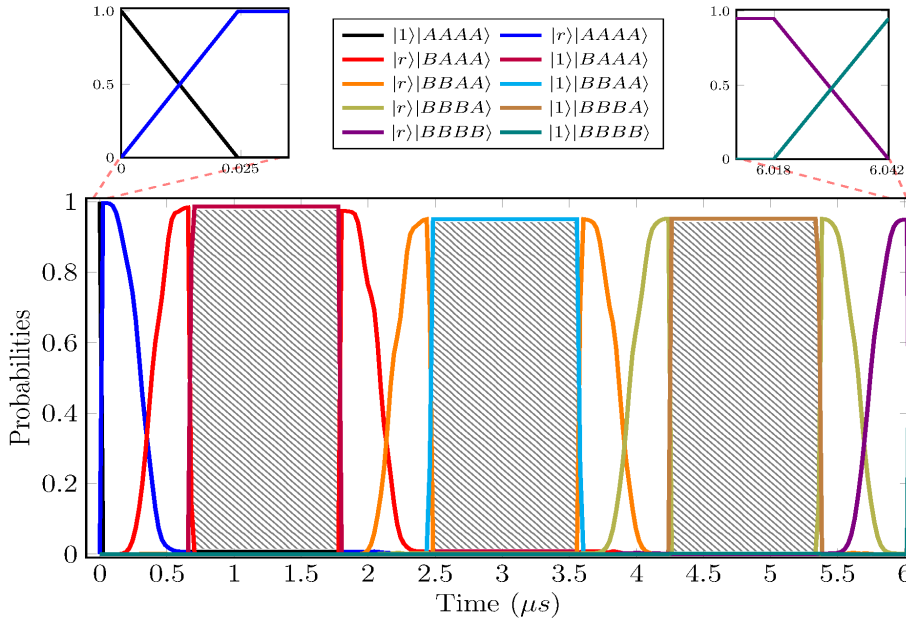 1.0
0.5
0
0
0.025
|1⟩|AAAA⟩ |r⟩|AAAA⟩
|r⟩|BAAA⟩ |1⟩|BAAA⟩
|r⟩|BBAA⟩ |1⟩|BBAA⟩
|r⟩|BBBA⟩ |1⟩|BBBA⟩
|r⟩|BBBB⟩ |1⟩|BBBB⟩
1.0
0.5
0
6.018
6.042
Probabilities
1
0.8
0.6
0.4
0.2
0
0 0.5 1 1.5 2 2.5 3 3.5 4 4.5 5 5.5 6
Time (μs)